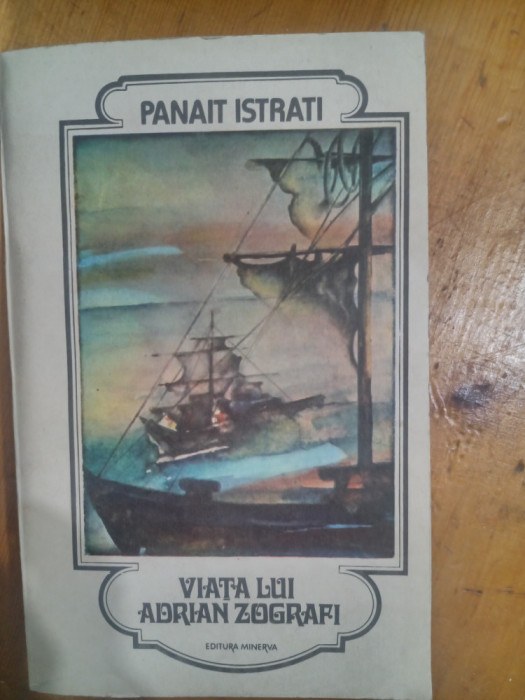 PANAIT ISTRATI
VIAȚA LUI
ADRIAN ZOGRAFI
EDITURA MINERVA